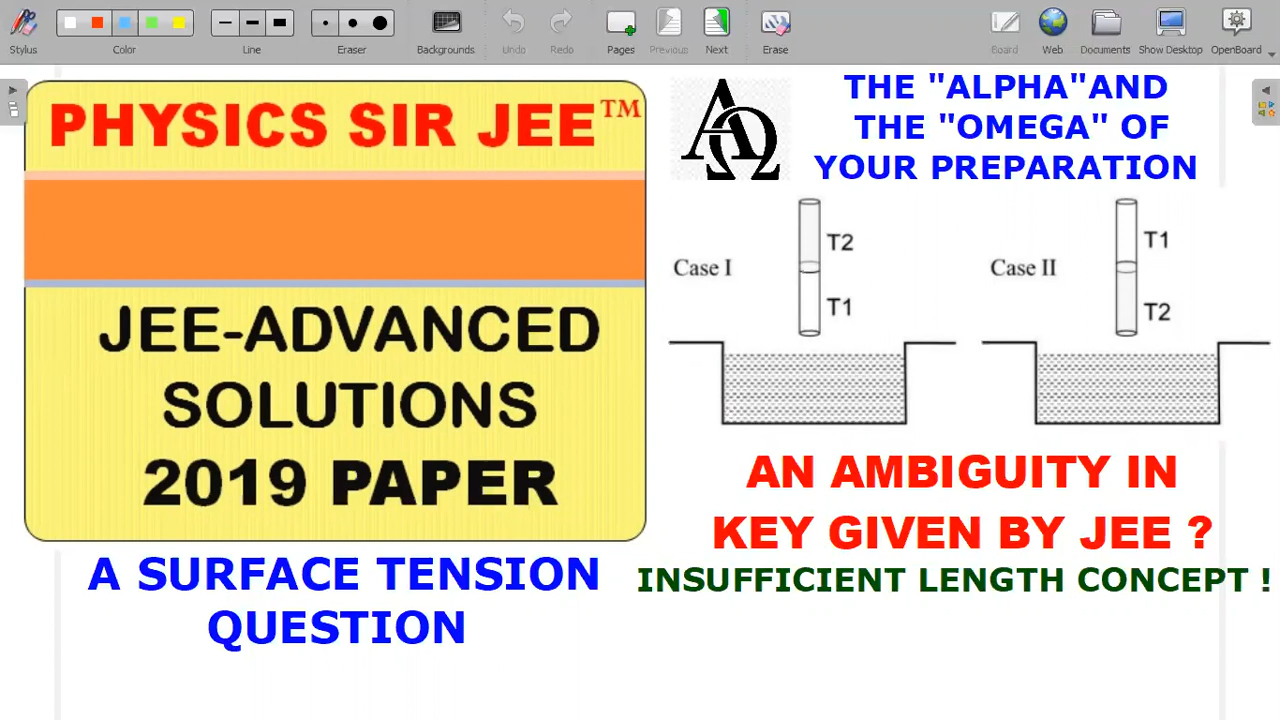 Stylus
Color
Line
Eraser
Backgrounds
Undo
Redo
Pages
Previous
Next
Erase
Board
Web
Documents
Show Desktop
OpenBoard
PHYSICS SIR JEE™
JEE-ADVANCED
SOLUTIONS
2019 PAPER
A SURFACE TENSION
QUESTION
ΑΩ
THE "ALPHA"AND
THE "OMEGA" OF
YOUR PREPARATION
Case I
T2
T1
Case II
T1
T2
AN AMBIGUITY IN
KEY GIVEN BY JEE ?
INSUFFICIENT LENGTH CONCEPT !